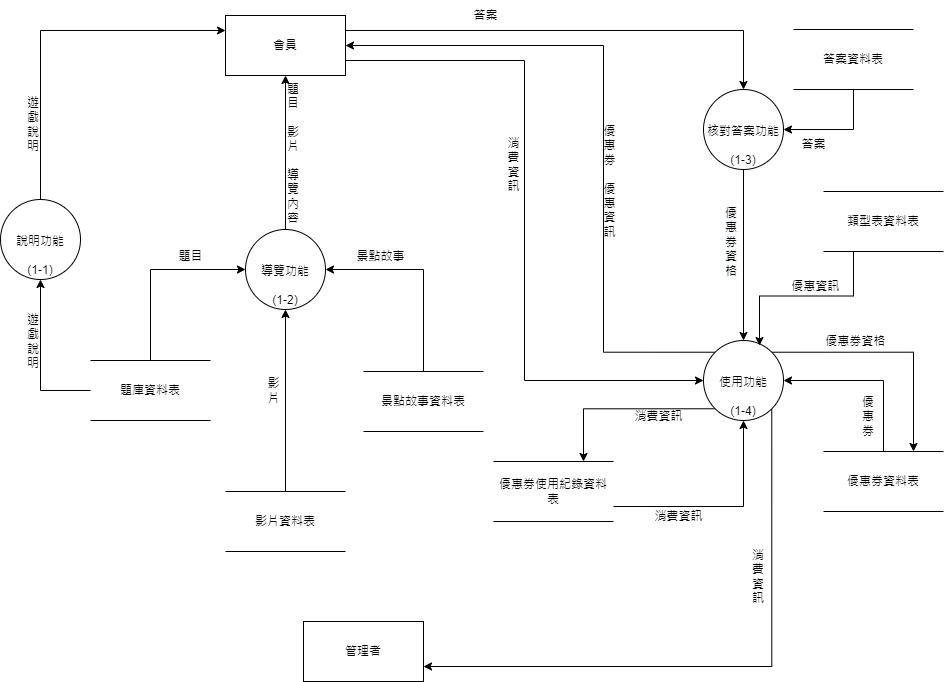 答案
會員
答案資料表
遊戲說明
題目 影片 導覽內容
消費資訊
優惠券 優惠資訊
核對答案功能
(1-3)
答案
類型表資料表
優惠券資格
說明功能
(1-1)
題目
導覽功能
(1-2)
景點故事
優惠資訊
遊戲說明
題庫資料表
影片
景點故事資料表
使用功能
(1-4)
優惠券資格
消費資訊
優惠券
優惠券使用紀錄資料
表
優惠券資料表
影片資料表
消費資訊
消費資訊
管理者